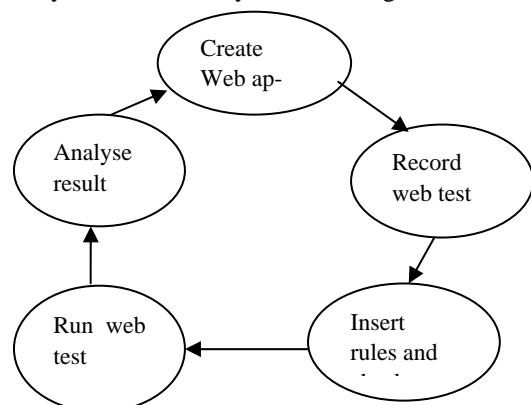 Create
Web ap-
Record
web test
Insert
rules and
Run web
test
Analyse
result